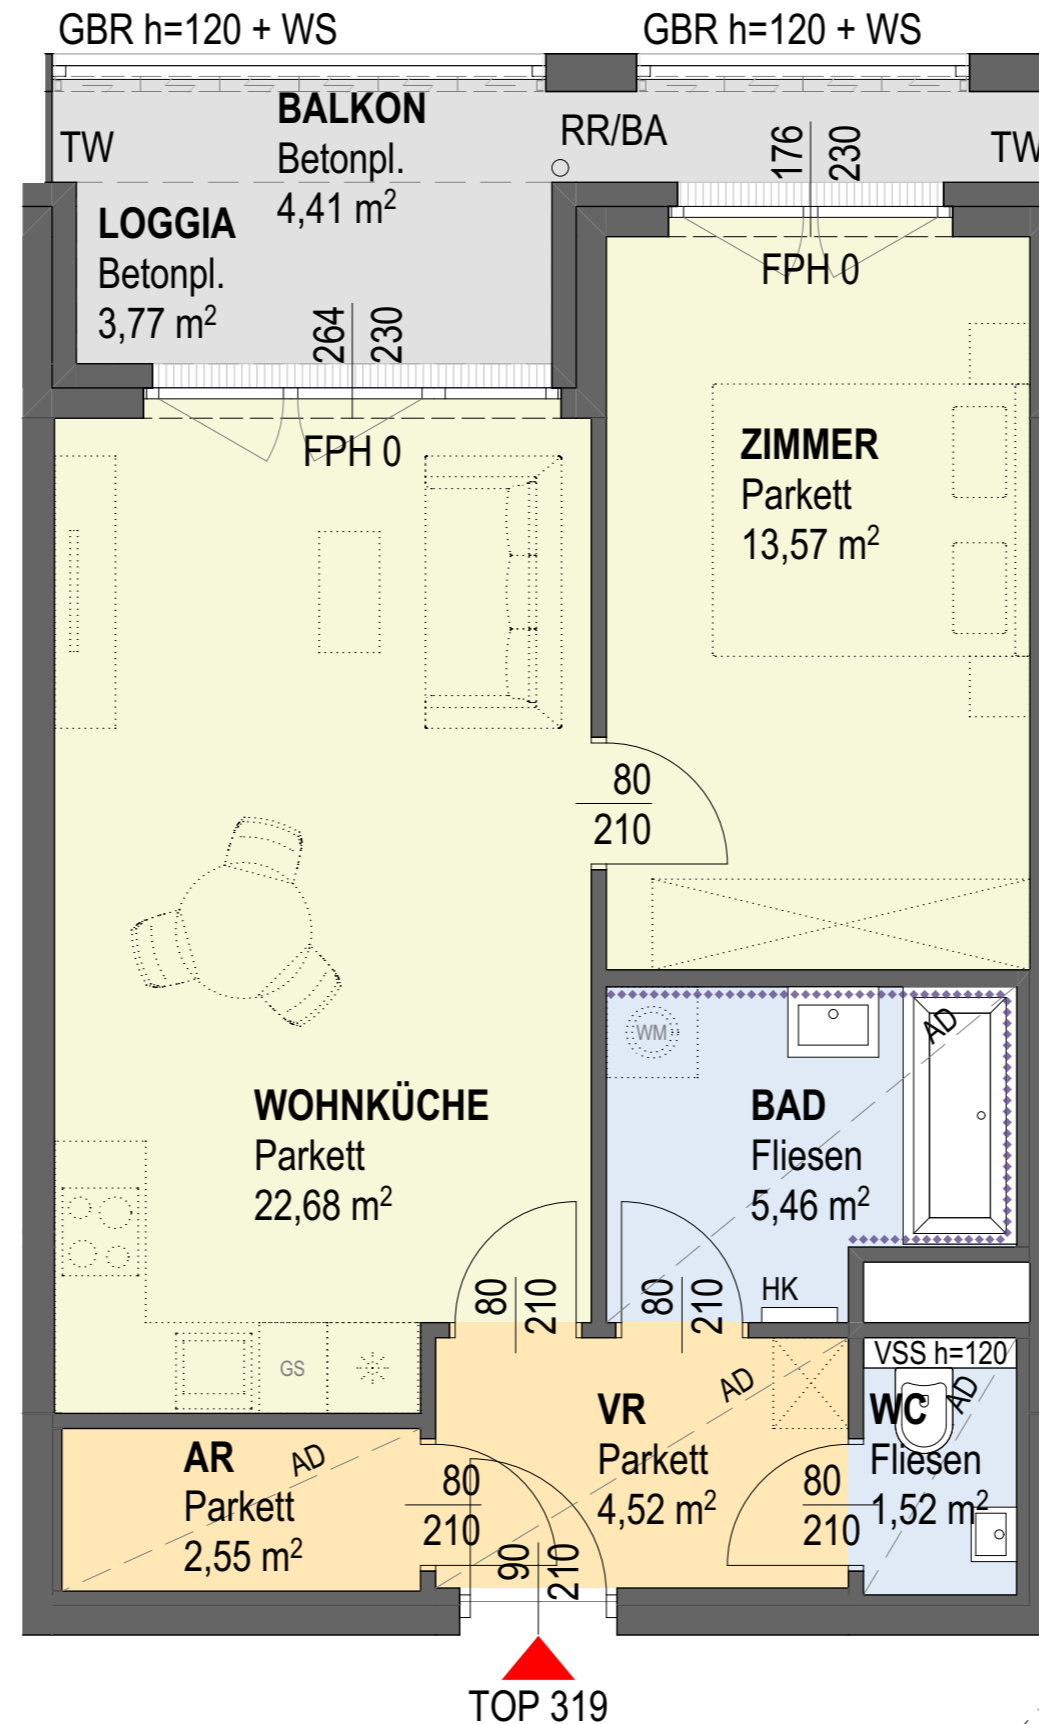 GBR h=120 + WS
GBR h=120 + WS
TW
BALKON
Betonpl.
4,41 m²
RR/BA
176
230
TW
LOGGIA
Betonpl.
3,77 m²
264
230
FPH 0
FPH 0
ZIMMER
Parkett
13,57 m²
80
210
WM
AD
WOHNKÜCHE
Parkett
22,68 m²
BAD
Fliesen
5,46 m²
80
210
80
210
HK
GS
VSS h=120
AD
AD
VR
Parkett
4,52 m²
WC
Fliesen
1,52 m²
AR
Parkett
2,55 m²
AD
80
210
80
210
90
210
TOP 319